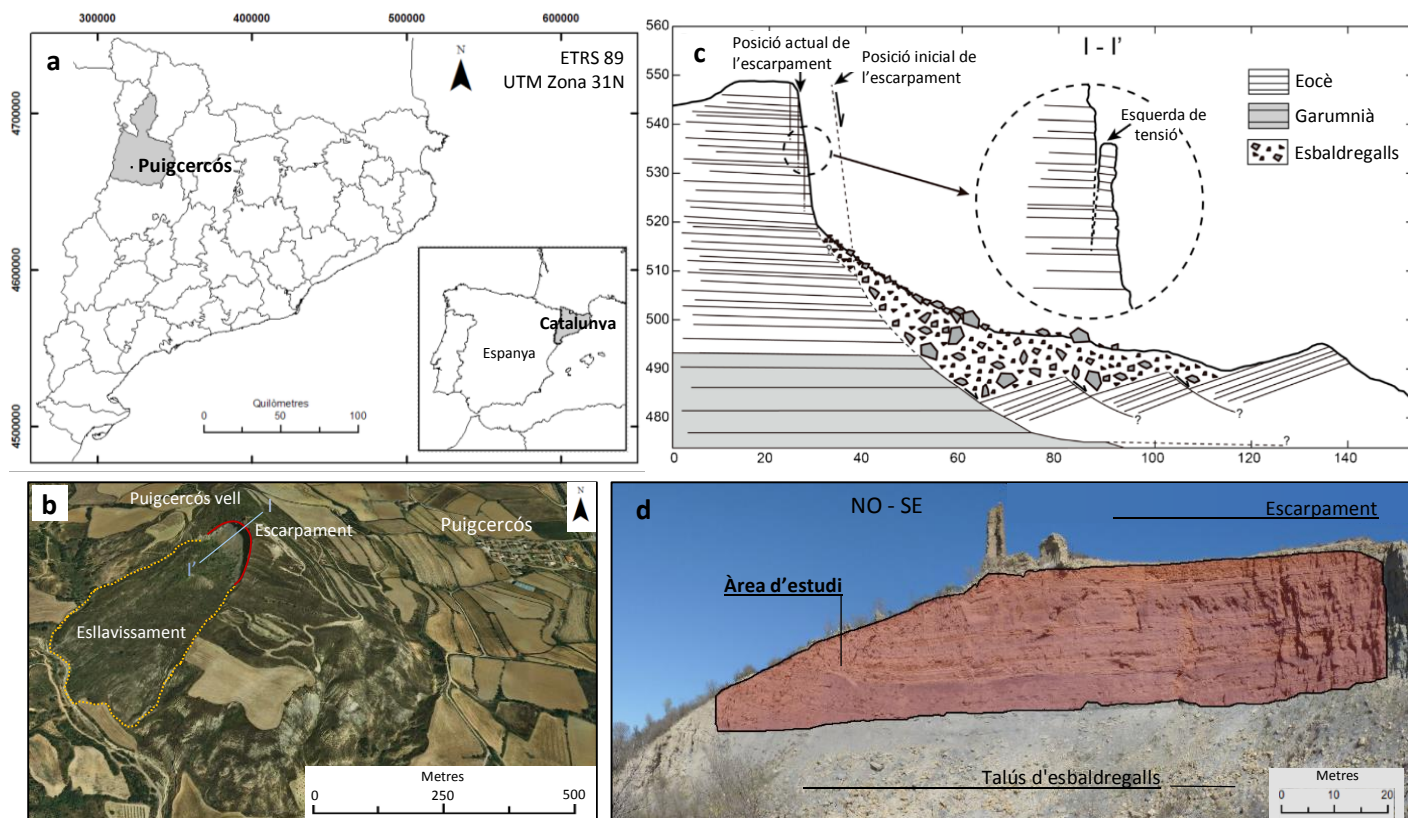 300000 400000 500000 600000
a
N
ETRS 89
UTM Zona 31N
4700000
Puigcercós
4600000
Catalunya
Espanya
Quilòmetres
0 50 100
4500000
c
Posició actual de
l'escarpament
Posició inicial de
l'escarpament
I - I'
Esquerda de
tensió
Eocè
Garumnià
Esbaldregalls
560
550
540
530
520
510
500
490
480
?
?
?
0 20 40 60 80 100 120 140
b
Puigcercós vell
I
N
Escarpament
Puigcercós
I'
Esllavissament
Metres
0 250 500
d
NO - SE
Escarpament
Àrea d'estudi
Talús d'esbaldregalls
Metres
0 10 20